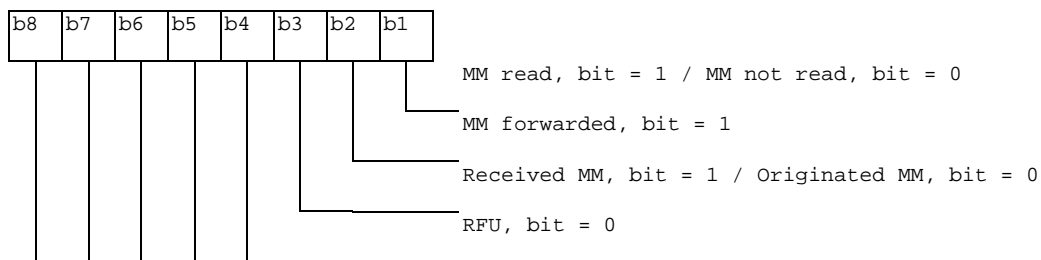 b8 b7 b6 b5 b4 b3 b2 b1
MM read, bit = 1 / MM not read, bit = 0
MM forwarded, bit = 1
Received MM, bit = 1 / Originated MM, bit = 0
RFU, bit = 0